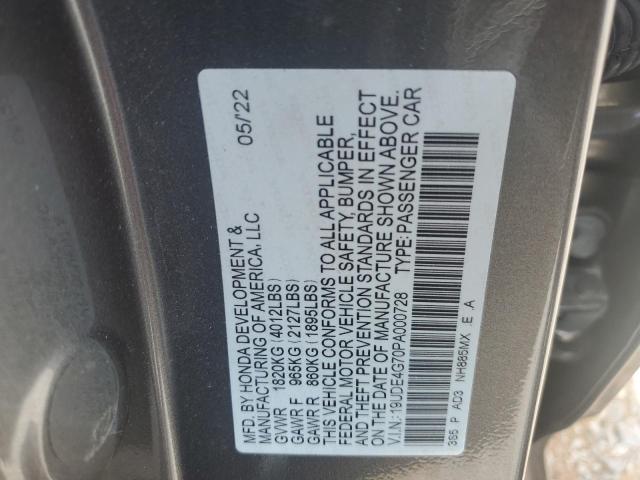 MFD. BY HONDA DEVELOPMENT & 05/'22
MANUFACTURING OF AMERICA, LLC
GVWR 1820KG (4012LBS)
GAWR F 965KG (2127LBS)
GAWR R 860KG (1895LBS)
THIS VEHICLE CONFORMS TO ALL APPLICABLE
FEDERAL MOTOR VEHICLE SAFETY, BUMPER,
AND THEFT PREVENTION STANDARDS IN EFFECT
ON THE DATE OF MANUFACTURE SHOWN ABOVE.
V.I.N.: 19UDE4G70PA000728 TYPE: PASSENGER CAR
3S5 P AD3 NH885MX E A